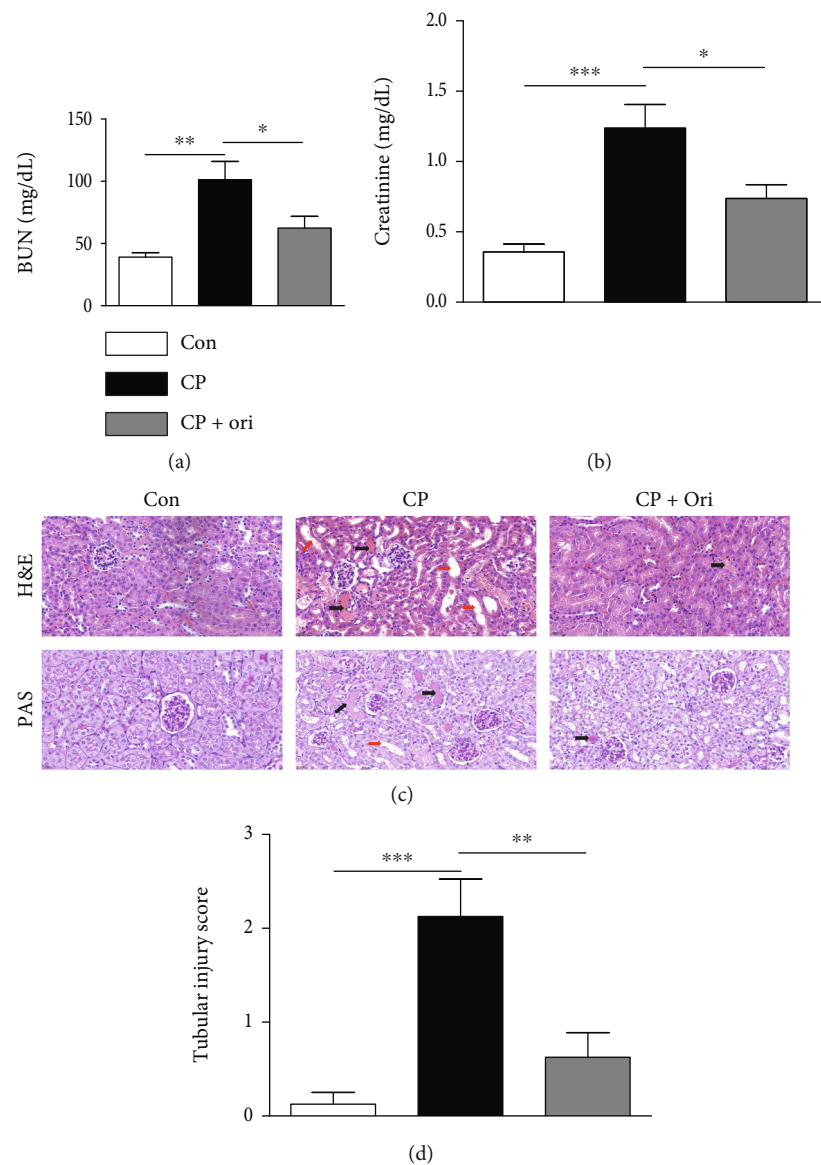 BUN (mg/dL)
150
100
50
0
**
*
Con
CP
CP + ori
(a)
Creatinine (mg/dL)
2.0
1.5
1.0
0.5
0.0
***
*
(b)
Con
CP
CP + Ori
H&E
PAS
(c)
Tubular injury score
3
2
1
0
***
**
(d)